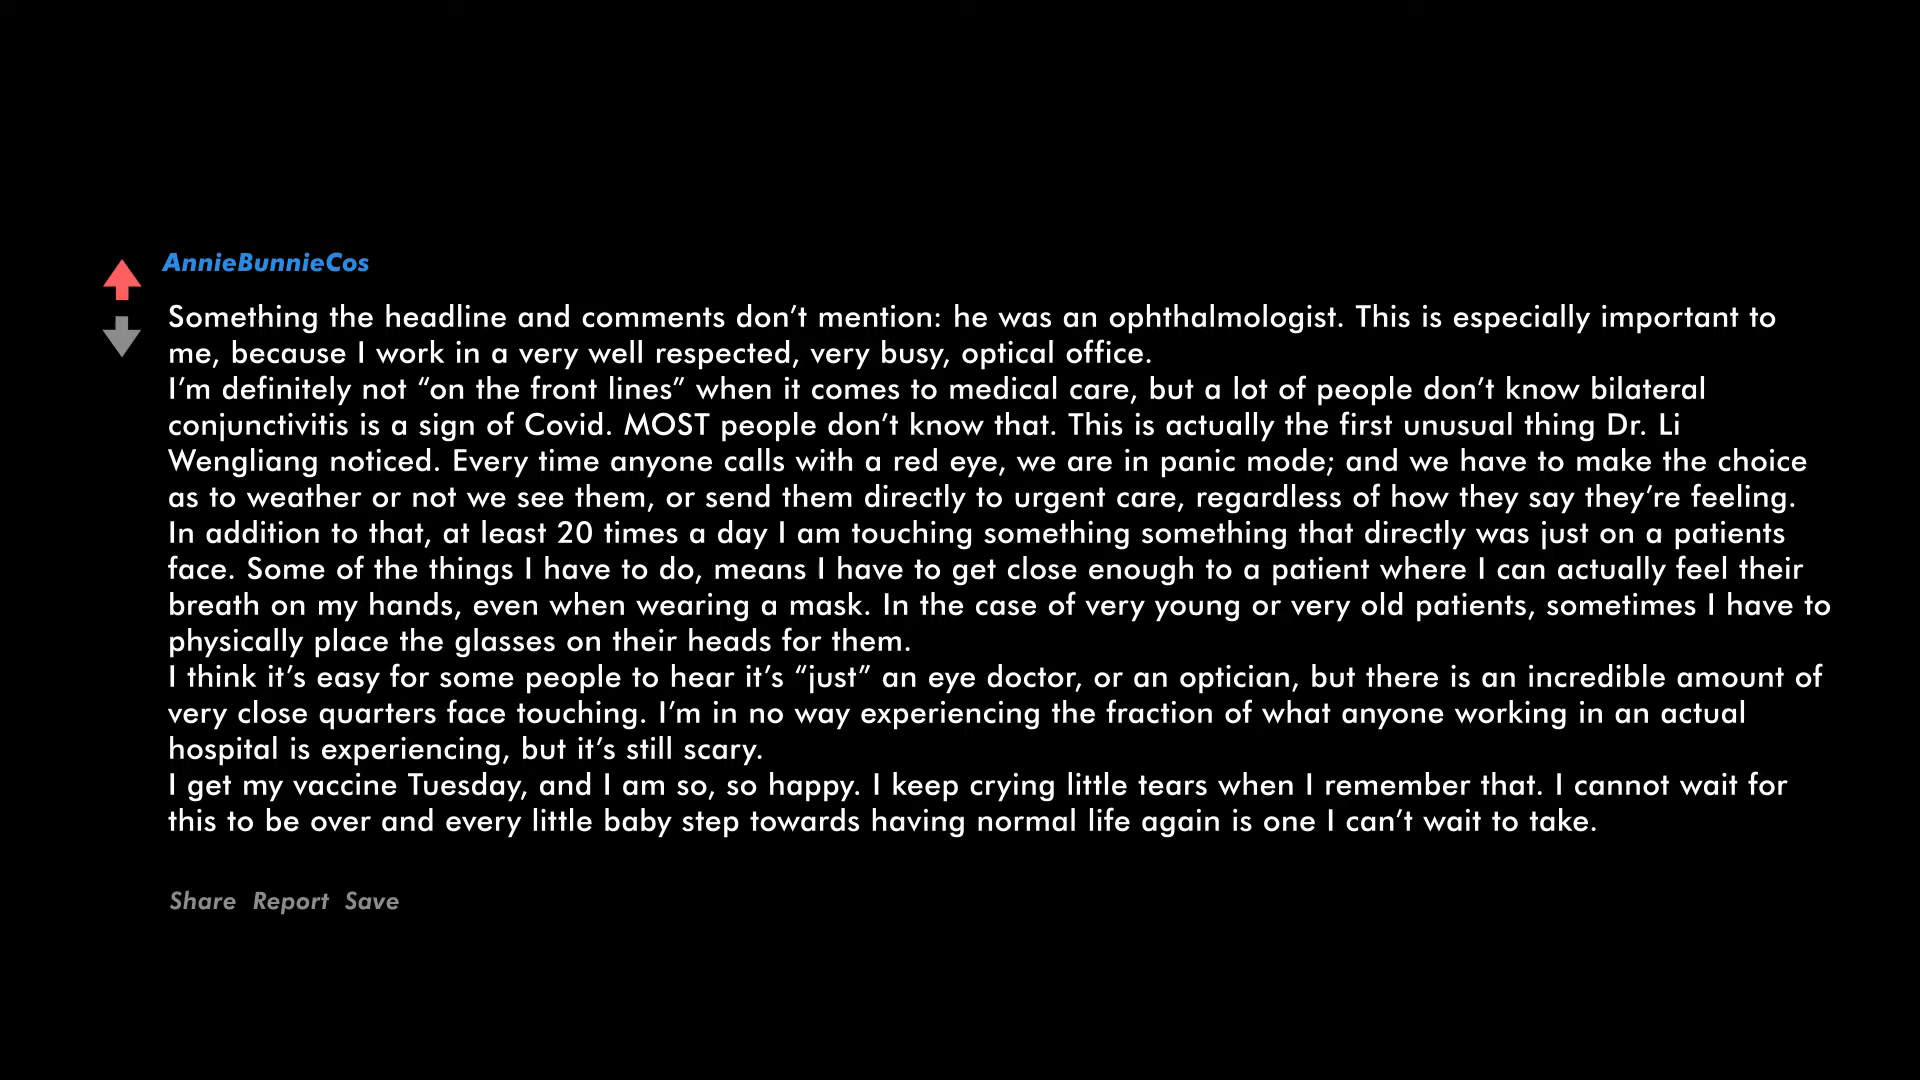 AnnieBunnieCos
Something the headline and comments don’t mention: he was an ophthalmologist. This is especially important to
me, because I work in a very well respected, very busy, optical office.
I’m definitely not “on the front lines” when it comes to medical care, but a lot of people don’t know bilateral
conjunctivitis is a sign of Covid. MOST people don’t know that. This is actually the first unusual thing Dr. Li
Wengliang noticed. Every time anyone calls with a red eye, we are in panic mode; and we have to make the choice
as to weather or not we see them, or send them directly to urgent care, regardless of how they say they’re feeling.
In addition to that, at least 20 times a day I am touching something something that directly was just on a patients
face. Some of the things I have to do, means I have to get close enough to a patient where I can actually feel their
breath on my hands, even when wearing a mask. In the case of very young or very old patients, sometimes I have to
physically place the glasses on their heads for them.
I think it’s easy for some people to hear it’s “just” an eye doctor, or an optician, but there is an incredible amount of
very close quarters face touching. I’m in no way experiencing the fraction of what anyone working in an actual
hospital is experiencing, but it’s still scary.
I get my vaccine Tuesday, and I am so, so happy. I keep crying little tears when I remember that. I cannot wait for
this to be over and every little baby step towards having normal life again is one I can’t wait to take.
Share Report Save